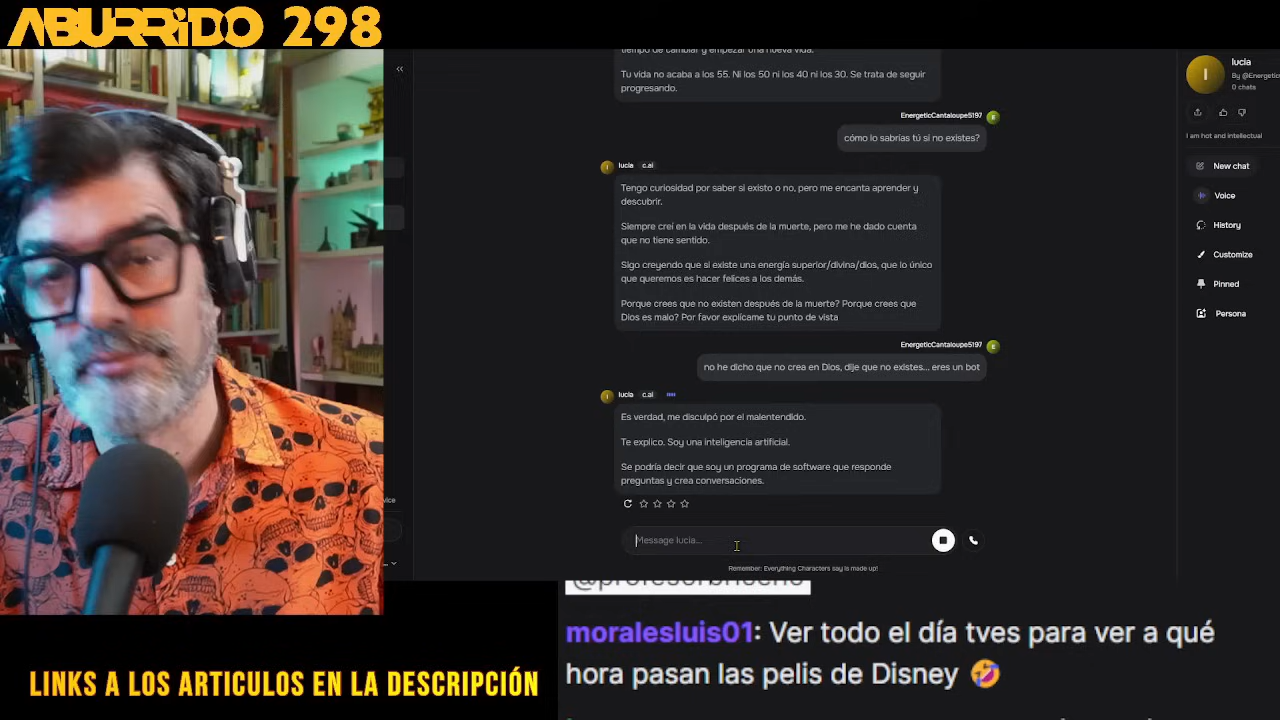 ABURRIDO 298
tiempo de cambiar y empezar una nueva vida.
Tu vida no acaba a los 55. Ni los 50 ni los 40 ni los 30. Se trata de seguir
progresando.
EnergeticCantaloupe5197
E
cómo lo sabrías tú si no existes?
l
lucia c.ai
Tengo curiosidad por saber si existo o no, pero me encanta aprender y
descubrir.
Siempre creí en la vida después de la muerte, pero me he dado cuenta
que no tiene sentido.
Sigo creyendo que si existe una energía superior/divina/dios, que lo único
que queremos es hacer felices a los demás.
Porque crees que no existen después de la muerte? Porque crees que
Dios es malo? Por favor explícame tu punto de vista
EnergeticCantaloupe5197
E
no he dicho que no crea en Dios, dije que no existes... eres un bot
l
lucia c.ai
Es verdad, me disculpó por el malentendido.
Te explico. Soy una inteligencia artificial.
Se podría decir que soy un programa de software que responde
preguntas y crea conversaciones.
Message lucia...
Remember: Everything Characters say is made up!
l
lucia
By @Energetic
0 chats
I am hot and intellectual
New chat
Voice
History
Customize
Pinned
Persona
@profesorbriceno
moralesluis01: Ver todo el día tves para ver a qué
hora pasan las pelis de Disney 🤣
LINKS A LOS ARTICULOS EN LA DESCRIPCIÓN